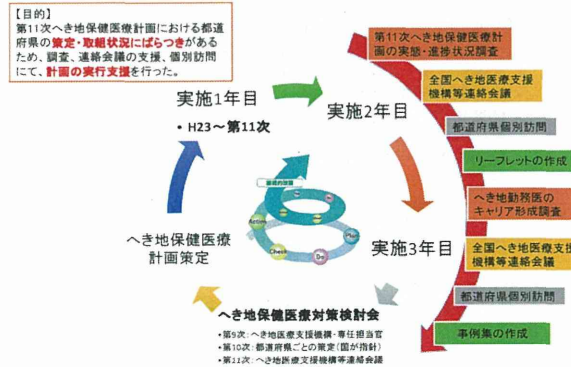 【目的】
第11次へき地保健医療計画における都道
府県の策定・取組状況にばらつきがある
ため、調査、連絡会議の支援、個別訪問
にて、計画の実行支援を行った。
実施1年目
・H23～第11次
実施2年目
実施3年目
へき地保健医療
計画策定
継続的改善
Action
Check
Do
Plan
へき地保健医療対策検討会
・第9次:へき地医療支援機構・専任担当官
・第10次:都道府県ごとの策定(国が指針)
・第11次:へき地医療支援機構等連絡会議
第11次へき地保健医療計
画の実態・進捗状況調査
全国へき地医療支援
機構等連絡会議
都道府県個別訪問
リーフレットの作成
へき地勤務医の
キャリア形成調査
全国へき地医療支援
機構等連絡会議
都道府県個別訪問
事例集の作成